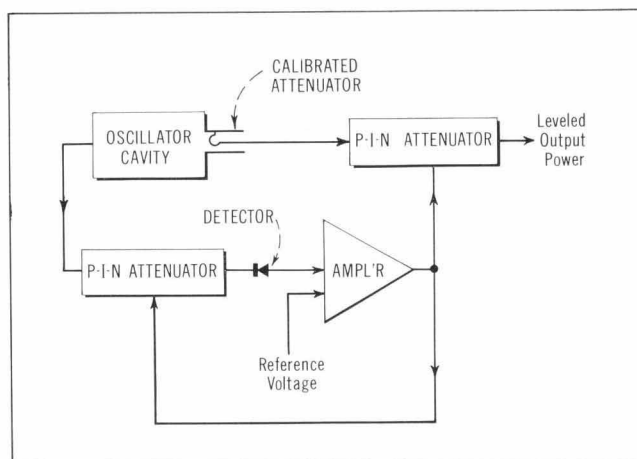 CALIBRATED
ATTENUATOR
OSCILLATOR
CAVITY
P-I-N ATTENUATOR
Leveled
Output
Power
DETECTOR
P-I-N ATTENUATOR
AMPL'R
Reference
Voltage